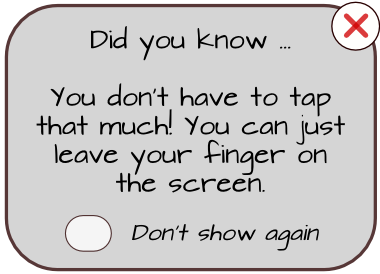 Did you know ...
You don't have to tap
that much! You can just
leave your finger on
the screen.
Don't show again